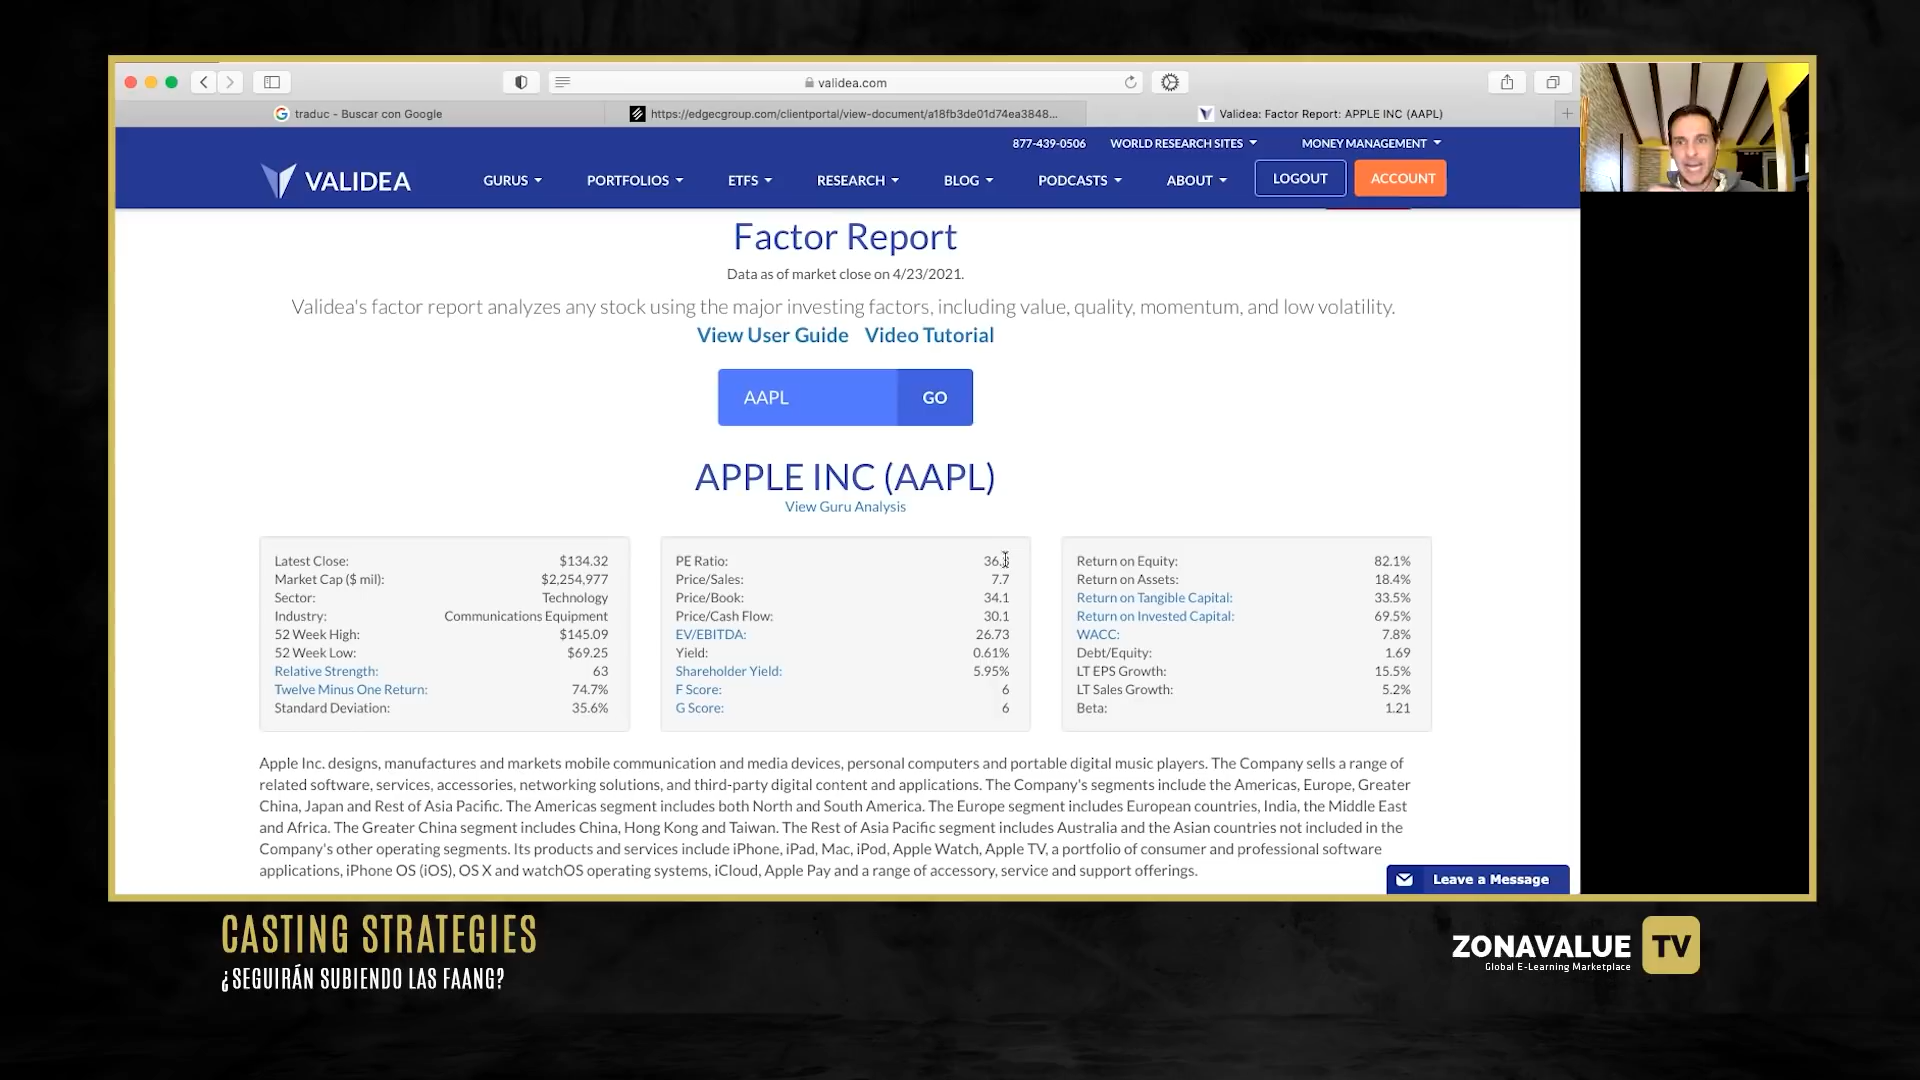 validea.com
traduc - Buscar con Google
https://edgecgroup.com/clientportal/view-document/a18fb3de01d74ea3848...
Validea: Factor Report: APPLE INC (AAPL)
877-439-0506 WORLD RESEARCH SITES MONEY MANAGEMENT
VALIDEA GURUS PORTFOLIOS ETFS RESEARCH BLOG PODCASTS ABOUT LOGOUT ACCOUNT
Factor Report
Data as of market close on 4/23/2021.
Validea's factor report analyzes any stock using the major investing factors, including value, quality, momentum, and low volatility.
View User Guide Video Tutorial
AAPL GO
APPLE INC (AAPL)
View Guru Analysis
Latest Close: $134.32
Market Cap ($ mil): $2,254,977
Sector: Technology
Industry: Communications Equipment
52 Week High: $145.09
52 Week Low: $69.25
Relative Strength: 63
Twelve Minus One Return: 74.7%
Standard Deviation: 35.6%
PE Ratio:
Price/Sales: 7.7
Price/Book: 34.1
Price/Cash Flow: 30.1
EV/EBITDA: 26.73
Yield: 0.61%
Shareholder Yield: 5.95%
F Score: 6
G Score: 6
Return on Equity: 82.1%
Return on Assets: 18.4%
Return on Tangible Capital: 33.5%
Return on Invested Capital: 69.5%
WACC: 7.8%
Debt/Equity: 1.69
LT EPS Growth: 15.5%
LT Sales Growth: 5.2%
Beta: 1.21
Apple Inc. designs, manufactures and markets mobile communication and media devices, personal computers and portable digital music players. The Company sells a range of
related software, services, accessories, networking solutions, and third-party digital content and applications. The Company's segments include the Americas, Europe, Greater
China, Japan and Rest of Asia Pacific. The Americas segment includes both North and South America. The Europe segment includes European countries, India, the Middle East
and Africa. The Greater China segment includes China, Hong Kong and Taiwan. The Rest of Asia Pacific segment includes Australia and the Asian countries not included in the
Company's other operating segments. Its products and services include iPhone, iPad, Mac, iPod, Apple Watch, Apple TV, a portfolio of consumer and professional software
applications, iPhone OS (iOS), OS X and watchOS operating systems, iCloud, Apple Pay and a range of accessory, service and support offerings.
Leave a Message
CASTING STRATEGIES
¿SEGUIRÁN SUBIENDO LAS FAANG?
ZONAVALUE TV
Global E-Learning Marketplace